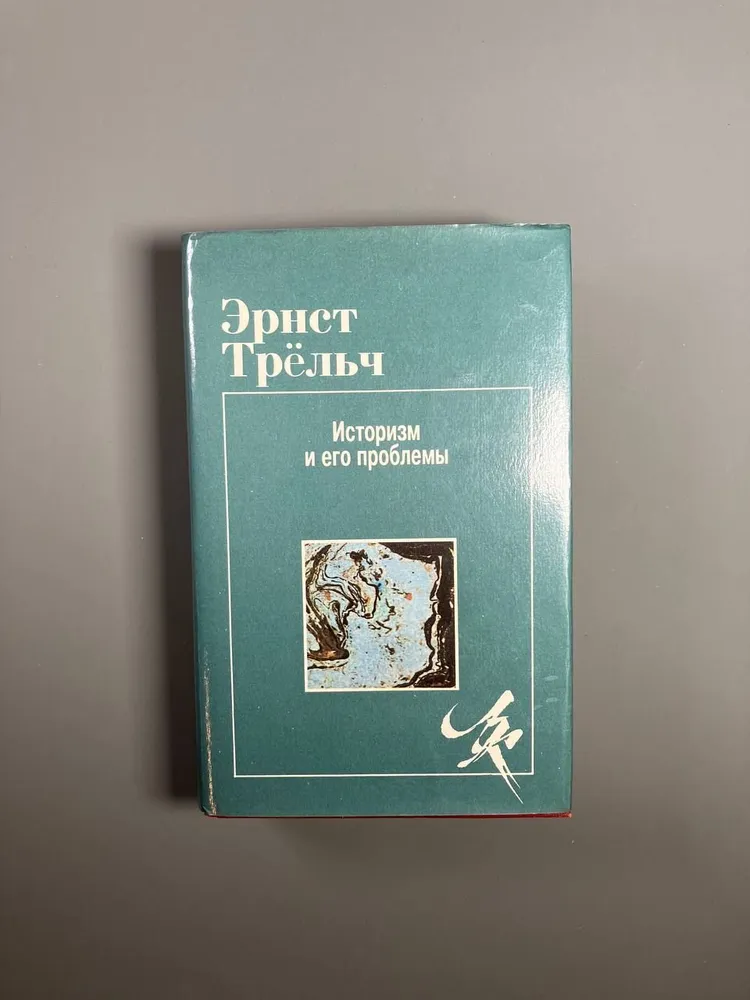 Эрнст
Трёльч
Историзм
и его проблемы